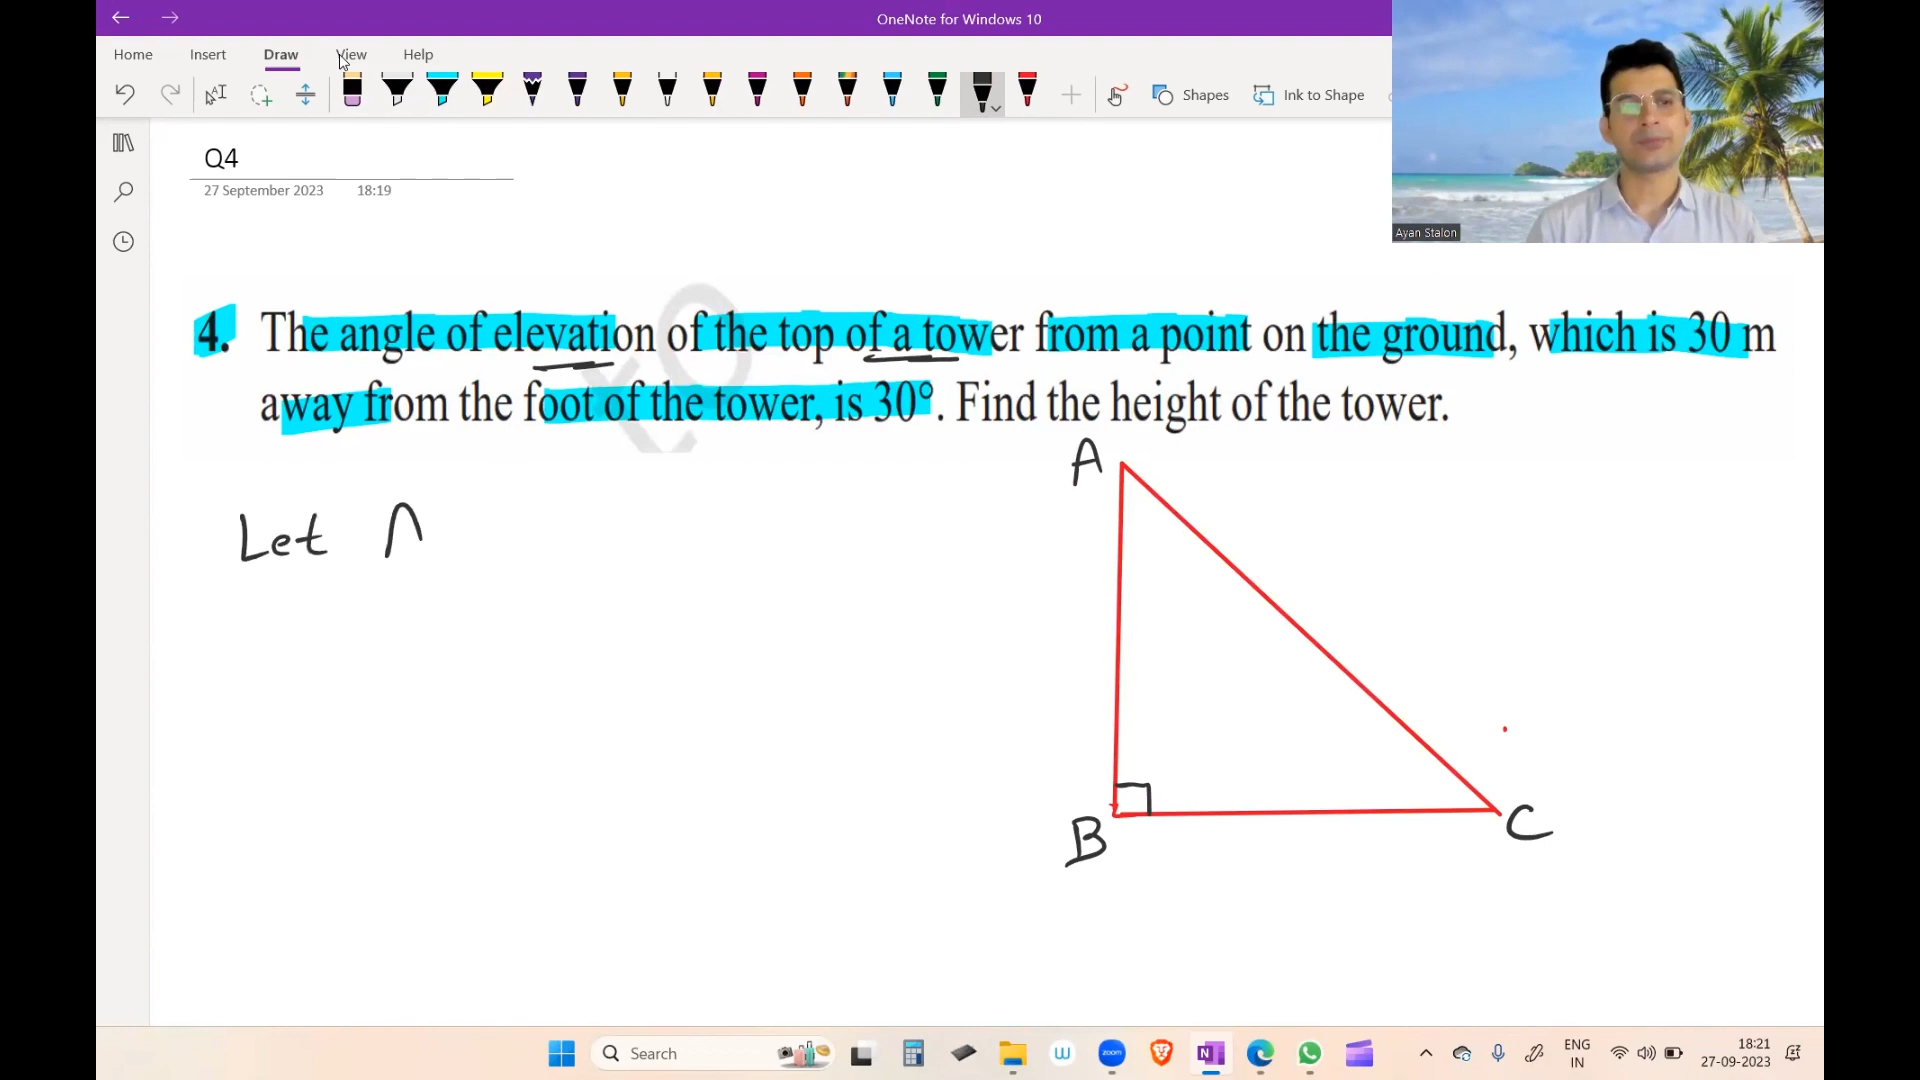 OneNote for Windows 10
Home Insert Draw View Help
Shapes Ink to Shape
Q4
27 September 2023 18:19
Ayan Stalon
4. The angle of elevation of the top of a tower from a point on the ground, which is 30 m
away from the foot of the tower, is 30°. Find the height of the tower.
A
Let
B
C
Search
zoom
ENG
IN
18:21
27-09-2023